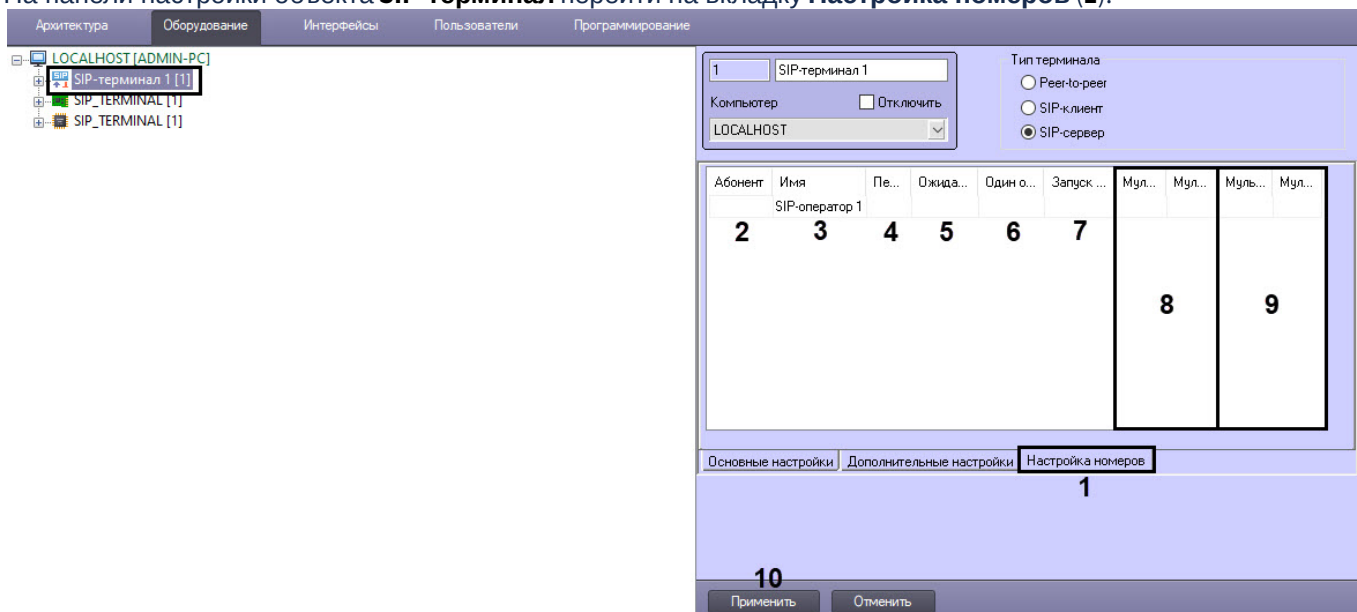 На панели настройки объекта SIP-терминал перейти на вкладку Настройка номеров (1).
Архитектура Оборудование Интерфейсы Пользователи Программирование
LOCALHOST [ADMIN-PC]
SIP-терминал 1 [1]
SIP_TERMINAL [1]
SIP_TERMINAL [1]
1 SIP-терминал 1
Компьютер Отключить
LOCALHOST
Тип терминала
Peer-to-peer
SIP-клиент
SIP-сервер
Абонент Имя Пе... Ожида... Один о... Запуск ... Мул... Мул... Муль... Мул...
SIP-оператор 1
2 3 4 5 6 7
8 9
Основные настройки Дополнительные настройки Настройка номеров
1
10
Применить Отменить